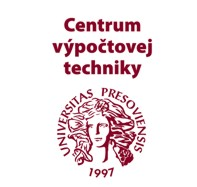 Centrum
výpočtovej
techniky
UNIVERSITAS PRESOVIENSIS
1997